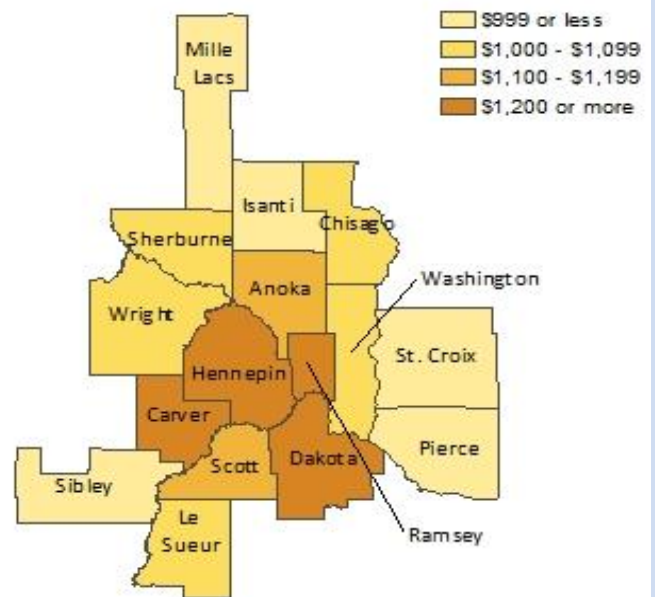 $999 or less
$1,000 - $1,099
$1,100 - $1,199
$1,200 or more
Mille
Lacs
Isanti
Chisago
Sherburne
Washington
Anoka
Wright
St. Croix
Hennepin
Carver
Pierce
Scott
Dakota
Sibley
Le
Sueur
Ramsey